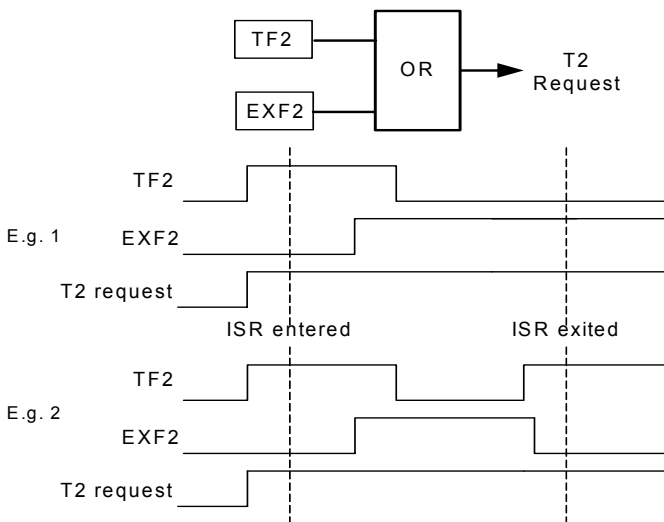 TF2
OR
T2
Request
EXF2
TF2
E.g. 1
EXF2
T2 request
ISR entered
ISR exited
TF2
E.g. 2
EXF2
T2 request